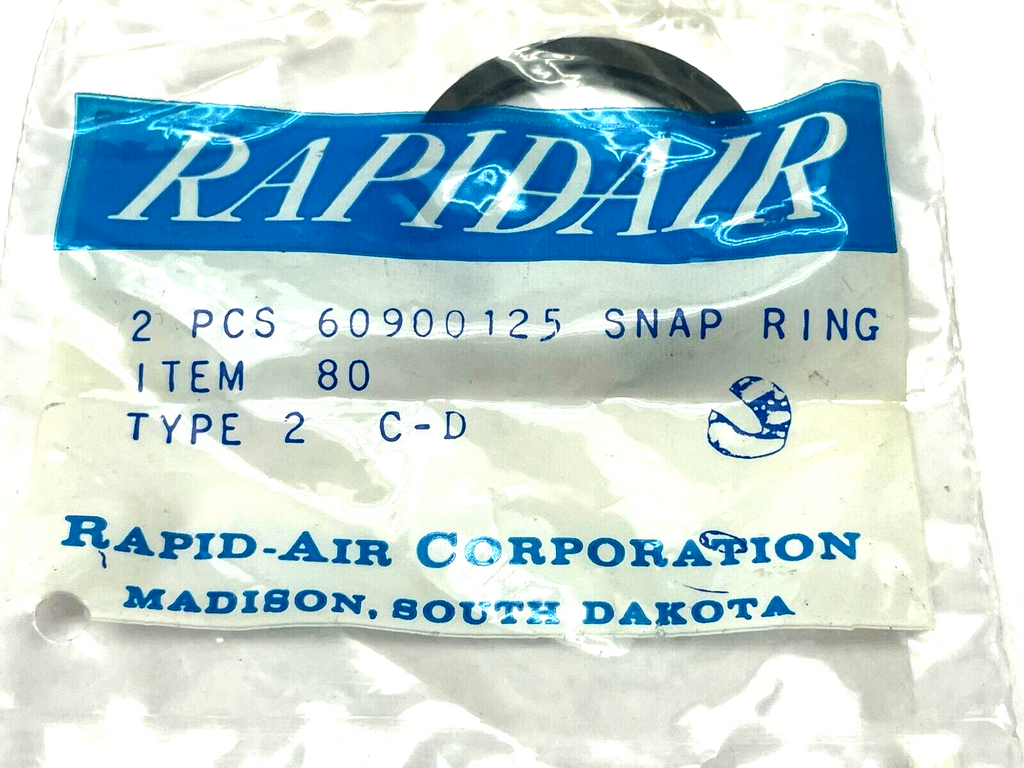 RAPIDAIR
2 PCS 60900125 SNAP RING
ITEM 80
TYPE 2 C-D
RAPID-AIR CORPORATION
MADISON, SOUTH DAKOTA